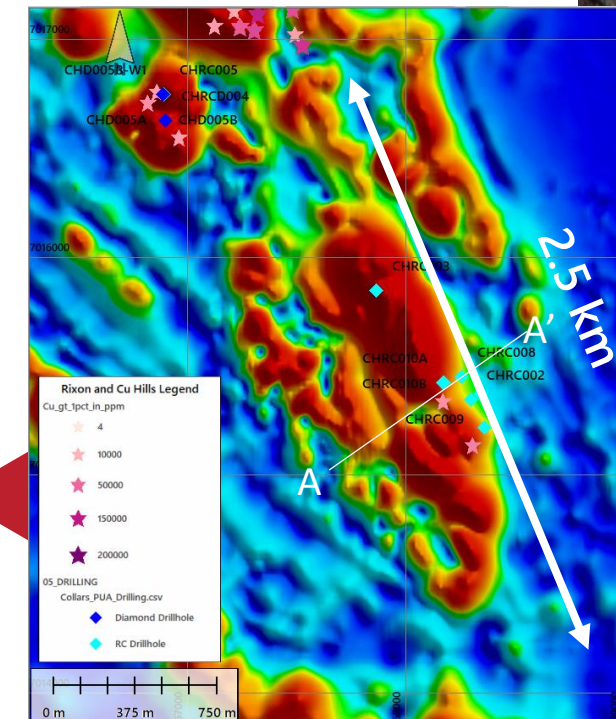 7017000
CHD005B-W1
CHRC005
CHRCD004
CHD005A
CHD005B
7016000
2.5 km
A'
CHRC010A
CHRC008
CHRC010B
CHRC002
CHRC009
A
Rixon and Cu Hills Legend
Cu_gt_1pct_in_ppm
4
10000
50000
150000
200000
05_DRILLING
Collars_PUA_Drilling.csv
Diamond Drillhole
RC Drillhole
0 m 375 m 750 m